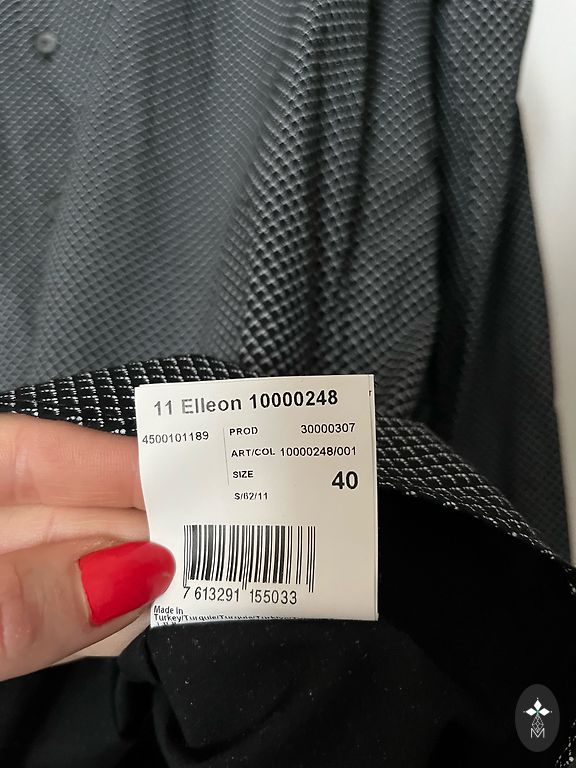 11 Elleon 10000248
4500101189
PROD 30000307
ART/COL 10000248/001
SIZE 40
S/62/11
7 613291 155033
Made In
Turkey/Turquie/Turquie/
M